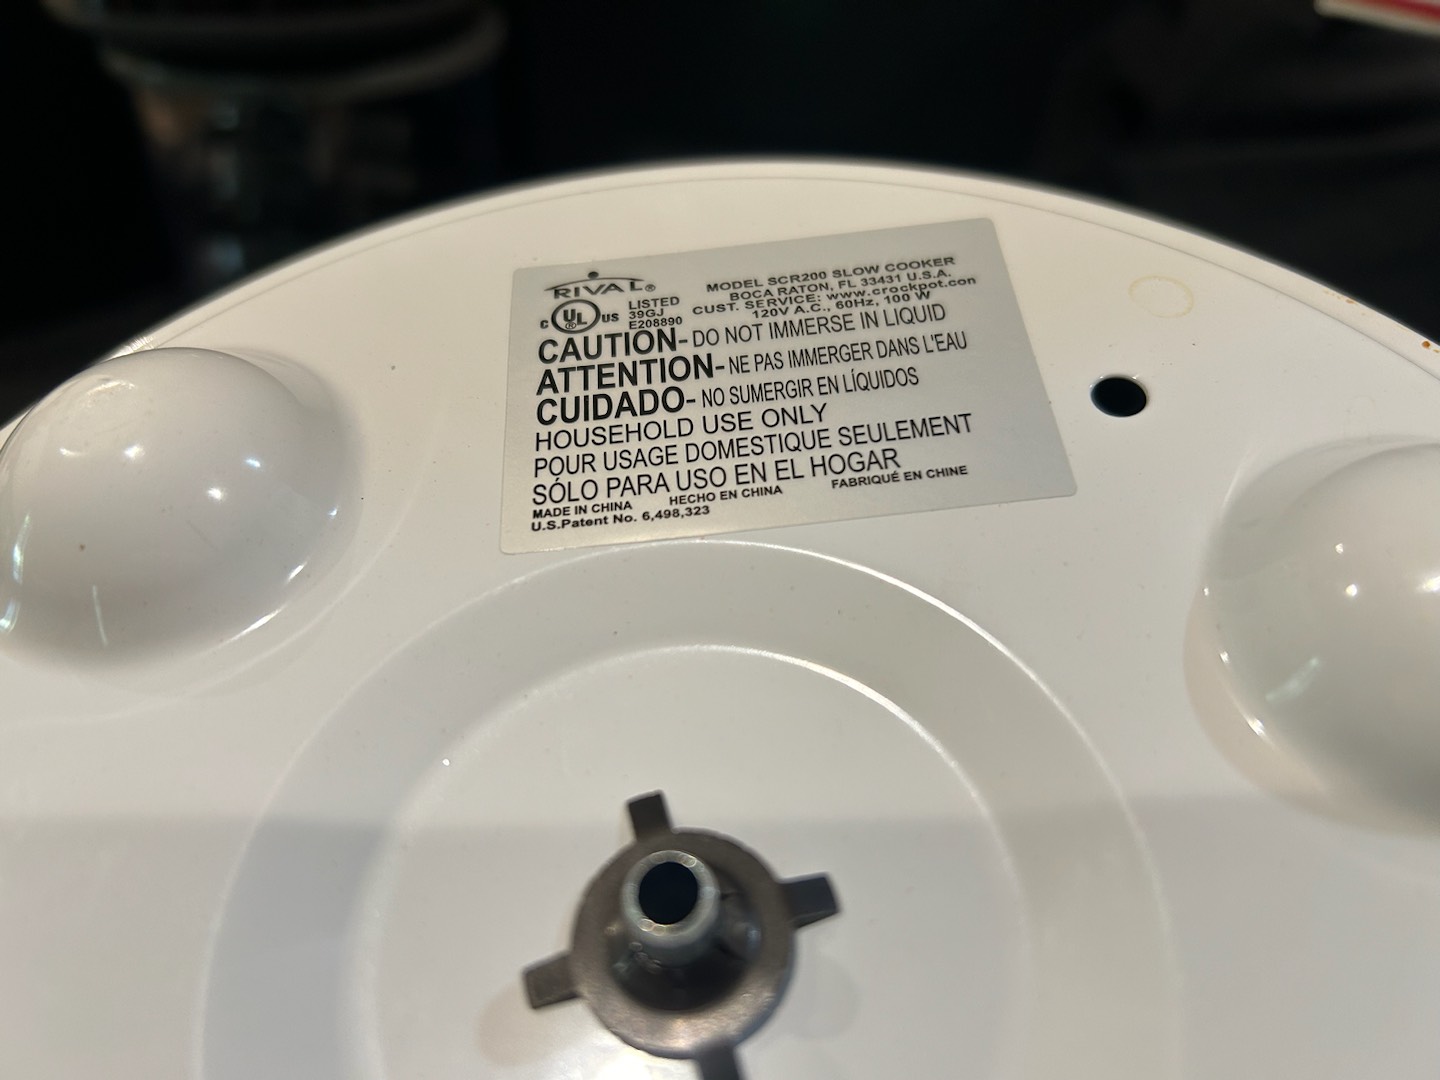 RIVAL®
MODEL SCR200 SLOW COOKER
BOCA RATON, FL 33431 U.S.A.
CUST. SERVICE: www.crockpot.con
120V A.C., 60Hz, 100 W
C UL® US
LISTED
39GJ
E208890
CAUTION- DO NOT IMMERSE IN LIQUID
ATTENTION- NE PAS IMMERGER DANS L'EAU
CUIDADO- NO SUMERGIR EN LÍQUIDOS
HOUSEHOLD USE ONLY
POUR USAGE DOMESTIQUE SEULEMENT
SÓLO PARA USO EN EL HOGAR
MADE IN CHINA HECHO EN CHINA FABRIQUÉ EN CHINE
U.S.Patent No. 6,498,323